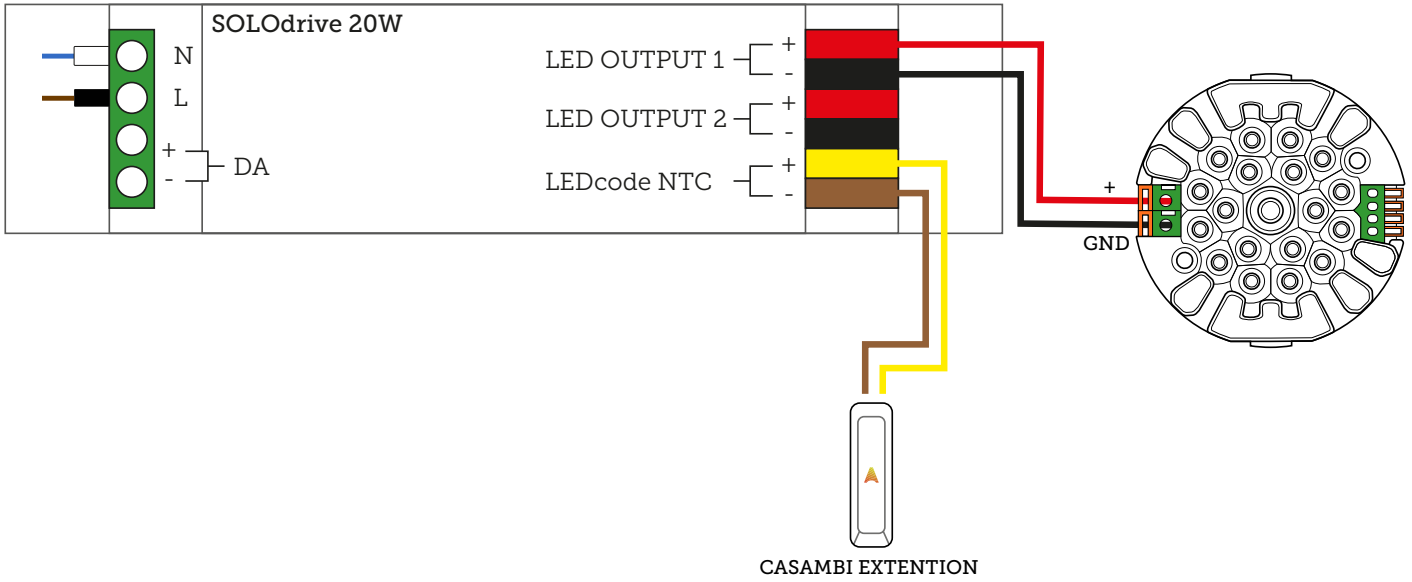 SOLOdrive 20W
N
L
+
-
DA
LED OUTPUT 1
+
-
LED OUTPUT 2
+
-
LEDcode NTC
+
-
+
GND
CASAMBI EXTENTION